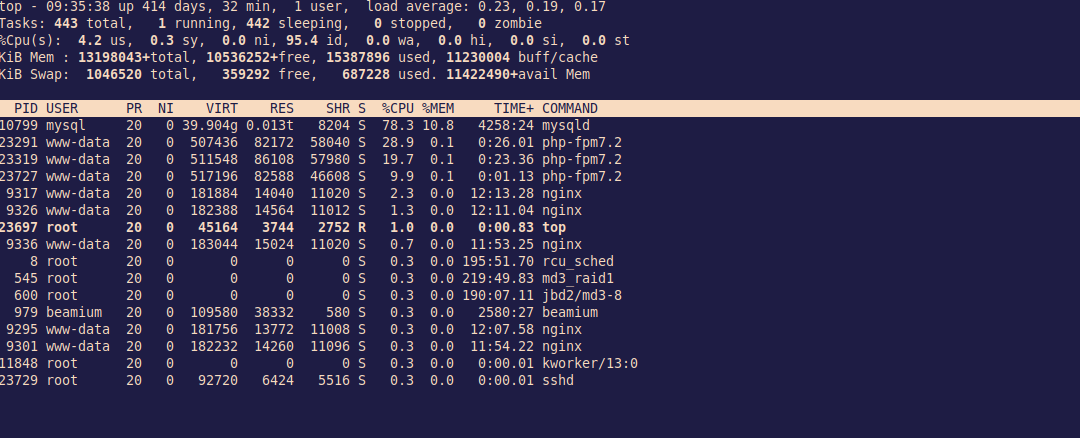 top - 09:35:38 up 414 days, 32 min,  1 user,  load average: 0.23, 0.19, 0.17
Tasks: 443 total,   1 running, 442 sleeping,   0 stopped,   0 zombie
%Cpu(s):  4.2 us,  0.3 sy,  0.0 ni, 95.4 id,  0.0 wa,  0.0 hi,  0.0 si,  0.0 st
KiB Mem : 13198043+total, 10536252+free, 15387896 used, 11230004 buff/cache
KiB Swap:  1046520 total,   359292 free,   687228 used. 11422490+avail Mem
PID USER      PR  NI    VIRT    RES    SHR S  %CPU %MEM     TIME+ COMMAND
10799 mysql     20   0 39.904g 0.013t   8204 S  78.3 10.8   4258:24 mysqld
23291 www-data  20   0  507436  82172  58040 S  28.9  0.1   0:26.01 php-fpm7.2
23319 www-data  20   0  511548  86108  57980 S  19.7  0.1   0:23.36 php-fpm7.2
23727 www-data  20   0  517196  82588  46608 S   9.9  0.1   0:01.13 php-fpm7.2
9317 www-data  20   0  181884  14040  11020 S   2.3  0.0  12:13.28 nginx
9326 www-data  20   0  182388  14564  11012 S   1.3  0.0  12:11.04 nginx
23697 root      20   0   45164   3744   2752 R   1.0  0.0   0:00.83 top
9336 www-data  20   0  183044  15024  11020 S   0.7  0.0  11:53.25 nginx
8 root      20   0       0      0      0 S   0.3  0.0 195:51.70 rcu_sched
545 root      20   0       0      0      0 S   0.3  0.0 219:49.83 md3_raid1
600 root      20   0       0      0      0 S   0.3  0.0 190:07.11 jbd2/md3-8
979 beamium   20   0  109580  38332    580 S   0.3  0.0   2580:27 beamium
9295 www-data  20   0  181756  13772  11008 S   0.3  0.0  12:07.58 nginx
9301 www-data  20   0  182232  14260  11096 S   0.3  0.0  11:54.22 nginx
11848 root      20   0       0      0      0 S   0.3  0.0   0:00.01 kworker/13:0
23729 root      20   0   92720   6424   5516 S   0.3  0.0   0:00.01 sshd